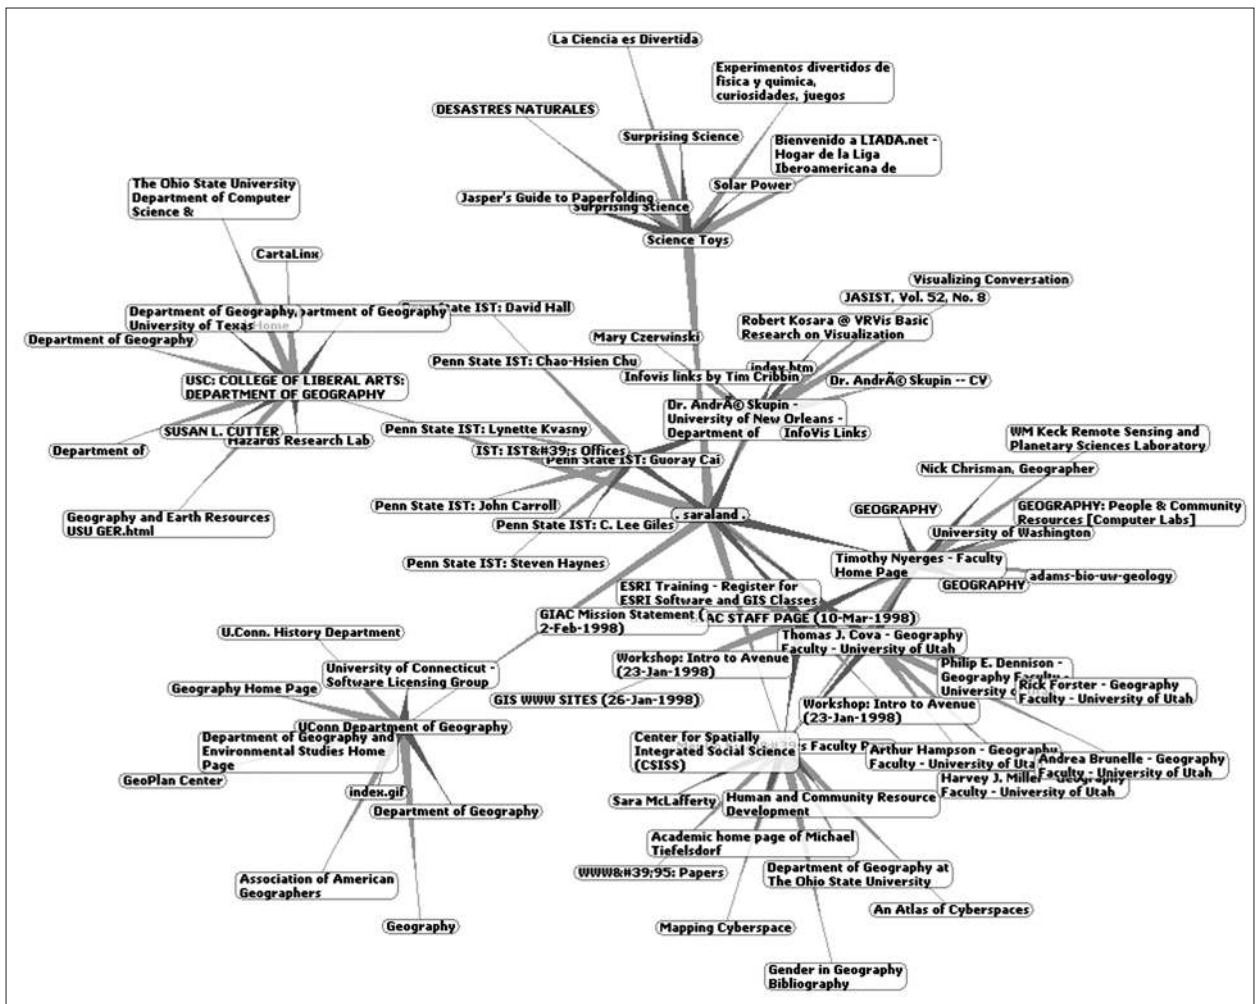 La Ciencia es Divertida
Experimentos divertidos de
fisica y quimica,
curiosidades, juegos
DESASTRES NATURALES
Surprising Science
Bienvenido a LIADA.net -
Hogar de la Liga
Iberoamericana de
Solar Power
Jasper's Guide to Paperfolding
Surprising Science
Science Toys
The Ohio State University
Department of Computer
Science &
CartaLinx
Department of Geography,
University of Texas
Home
partment of Geography
Department of Geography
USC: COLLEGE OF LIBERAL ARTS:
DEPARTMENT OF GEOGRAPHY
SUSAN L. CUTTER
Hazards Research Lab
Department of
Geography and Earth Resources
USU GER.html
State IST: David Hall
Penn State IST: Chao-Hsien Chu
Penn State IST: Lynette Kvasny
IST: IST&#39;s Offices
Penn State IST: Guoray Cai
Penn State IST: John Carroll
Penn State IST: C. Lee Giles
Penn State IST: Steven Haynes
Visualizing Conversation
JASIST, Vol. 52, No. 8
Robert Kosara @ VRVis Basic
Research on Visualization
Mary Czerwinski
index.htm
Infovis links by Tim Cribbin
Dr. AndrÃ© Skupin -- CV
Dr. AndrÃ© Skupin -
University of New Orleans -
Department of
InfoVis Links
. saraland .
WM Keck Remote Sensing and
Planetary Sciences Laboratory
Nick Chrisman, Geographer
GEOGRAPHY
GEOGRAPHY: People & Community
Resources [Computer Labs]
University of Washington
Timothy Nyerges - Faculty
Home Page
adams-bio-uw-geology
GEOGRAPHY
ESRI Training - Register for
ESRI Software and GIS Classes
GIAC Mission Statement (
2-Feb-1998)
AC STAFF PAGE (10-Mar-1998)
Thomas J. Cova - Geography
Faculty - University of Utah
Workshop: Intro to Avenue
(23-Jan-1998)
GIS WWW SITES (26-Jan-1998)
Philip E. Dennison -
Geography Faculty -
University
Rick Forster - Geography
Faculty - University of Utah
Workshop: Intro to Avenue
(23-Jan-1998)
Arthur Hampson - Geography
Faculty - University of Uta
Andrea Brunelle - Geography
Faculty - University of Utah
Harvey J. Miller - Geography
Faculty - University of Utah
U.Conn. History Department
University of Connecticut -
Software Licensing Group
Geography Home Page
UConn Department of Geography
Department of Geography and
Environmental Studies Home
Page
GeoPlan Center
index.gif
Department of Geography
Association of American
Geographers
Geography
Center for Spatially
Integrated Social Science
(CSISS)
s Faculty
Sara McLafferty
Human and Community Resource
Development
Academic home page of Michael
Tiefelsdorf
WWW&#39;95: Papers
Department of Geography at
The Ohio State University
An Atlas of Cyberspaces
Mapping Cyberspace
Gender in Geography
Bibliography